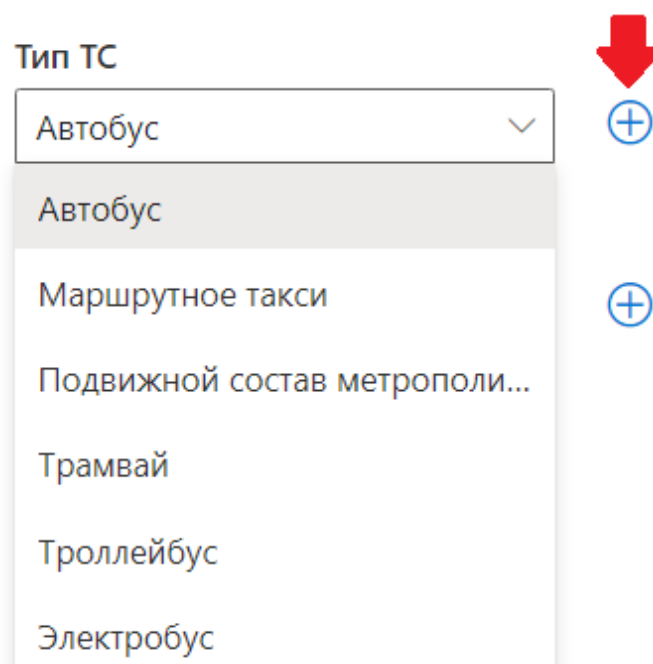 Тип ТС
Автобус
Автобус
Маршрутное такси
Подвижной состав метрополи...
Трамвай
Троллейбус
Электробус